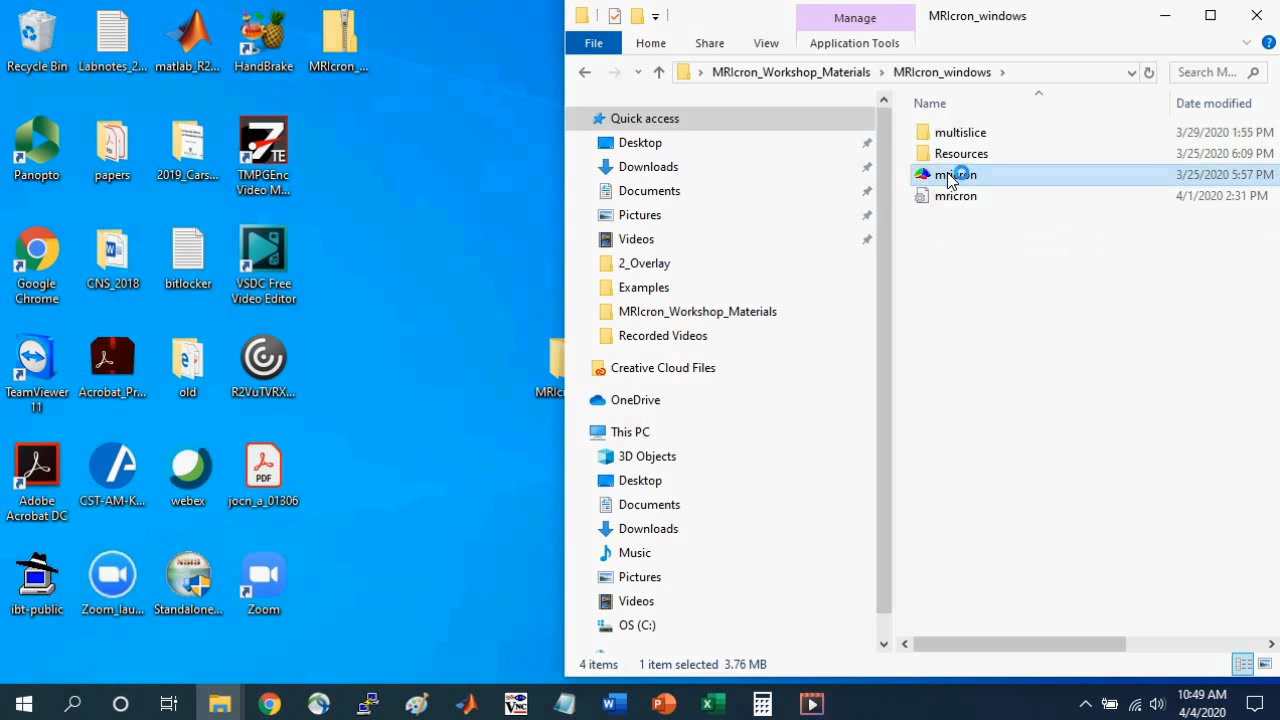 Recycle Bin
Labnotes_2...
matlab_R2...
HandBrake
MRIcron_...
Panopto
papers
2019_Cars...
TMPGEnc
Video M...
Google
Chrome
CNS_2018
bitlocker
VSDC Free
Video Editor
TeamViewer
11
Acrobat_Pr...
old
R2VuTVRX...
MRIc
Adobe
Acrobat DC
CST-AM-K...
webex
PDF
jocn_a_01306
ibt-public
Zoom_lau...
Standalone...
Zoom
Manage
MRIcron_windows
File
Home
Share
View
Application Tools
MRIcron_Workshop_Materials
MRIcron_windows
Search M...
Quick access
Desktop
Downloads
Documents
Pictures
Videos
2_Overlay
Examples
MRIcron_Workshop_Materials
Recorded Videos
Creative Cloud Files
OneDrive
This PC
3D Objects
Desktop
Documents
Downloads
Music
Pictures
Videos
OS (C:)
Name
Date modified
multislice
3/29/2020 1:55 PM
Resources
3/25/2020 6:09 PM
mricron
3/25/2020 5:57 PM
mricron
4/1/2020 2:31 PM
4 items
1 item selected 3.76 MB
10:49 AM
4/4/2020